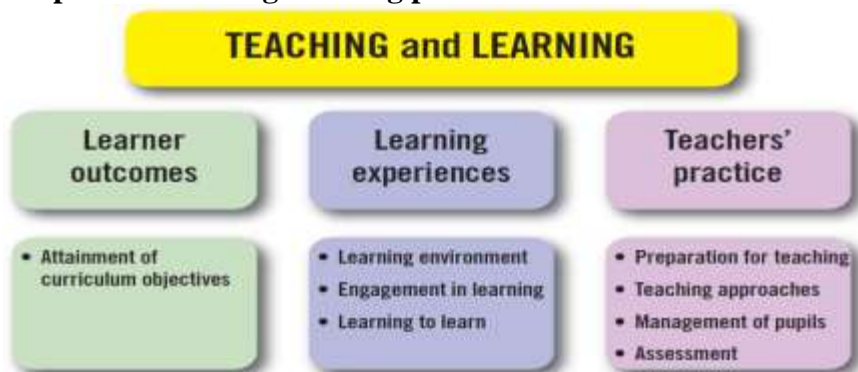 TEACHING and LEARNING
Learner
outcomes
Learning
experiences
Teachers'
practice
• Attainment of
curriculum objectives
• Learning environment
• Engagement in learning
• Learning to learn
• Preparation for teaching
• Teaching approaches
• Management of pupils
• Assessment